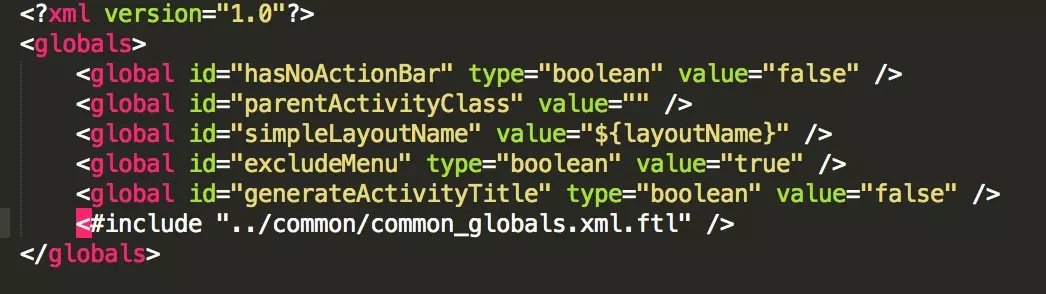 <?xml version="1.0"?>
<globals>
    <global id="hasNoActionBar" type="boolean" value="false" />
    <global id="parentActivityClass" value="" />
    <global id="simpleLayoutName" value="${layoutName}" />
    <global id="excludeMenu" type="boolean" value="true" />
    <global id="generateActivityTitle" type="boolean" value="false" />
    <#include "../common/common_globals.xml.ftl" />
</globals>